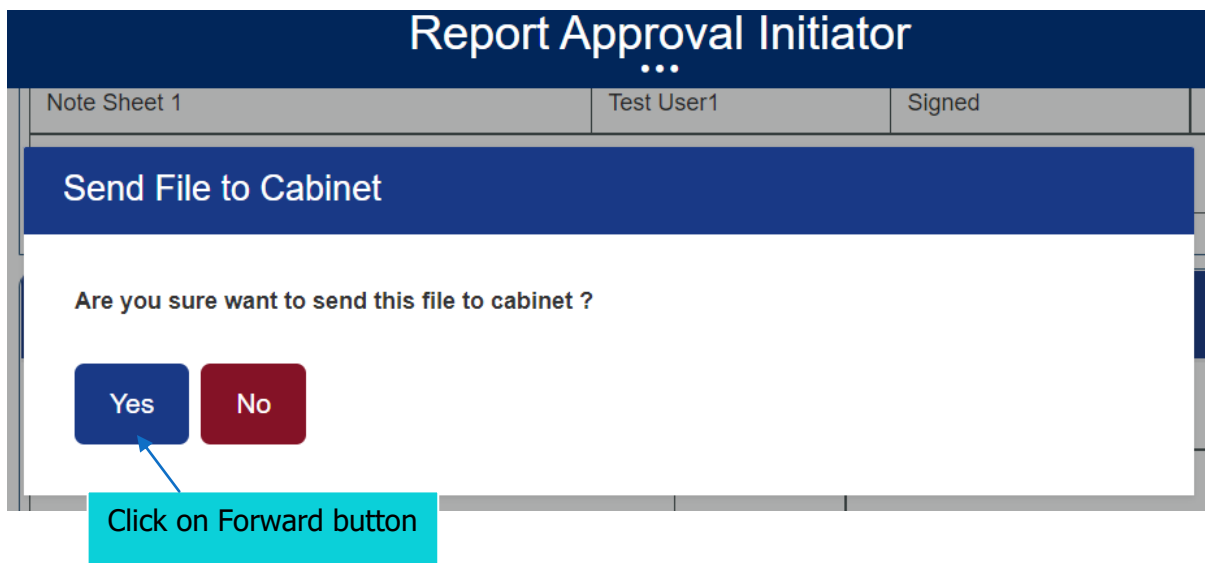 Report Approval Initiator
Note Sheet 1 Test User1 Signed
Send File to Cabinet
Are you sure want to send this file to cabinet ?
Yes No
Click on Forward button